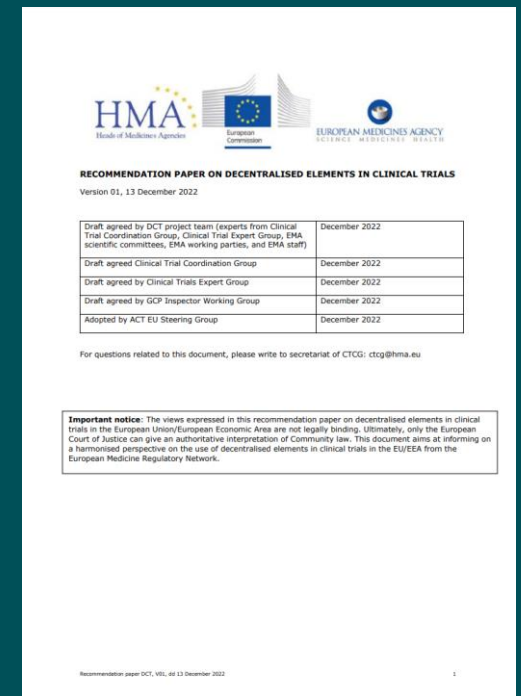 HMA
Heads of Medicines Agencies
European
Commission
EUROPEAN MEDICINES AGENCY
SCIENCE MEDICINES HEALTH
RECOMMENDATION PAPER ON DECENTRALISED ELEMENTS IN CLINICAL TRIALS
Version 01, 13 December 2022
Draft agreed by DCT project team (experts from Clinical
Trial Coordination Group, Clinical Trial Expert Group, EMA
scientific committees, EMA working parties, and EMA staff)
December 2022
Draft agreed Clinical Trial Coordination Group
December 2022
Draft agreed by Clinical Trials Expert Group
December 2022
Draft agreed by GCP Inspector Working Group
December 2022
Adopted by ACT EU Steering Group
December 2022
For questions related to this document, please write to secretariat of CTCG: ctcg@hma.eu
Important notice: The views expressed in this recommendation paper on decentralised elements in clinical
trials in the European Union/European Economic Area are not legally binding. Ultimately, only the European
Court of Justice can give an authoritative interpretation of Community law. This document aims at informing on
a harmonised perspective on the use of decentralised elements in clinical trials in the EU/EEA from the
European Medicine Regulatory Network.
Recommendation paper DCT, V01, dd 13 December 2022
1